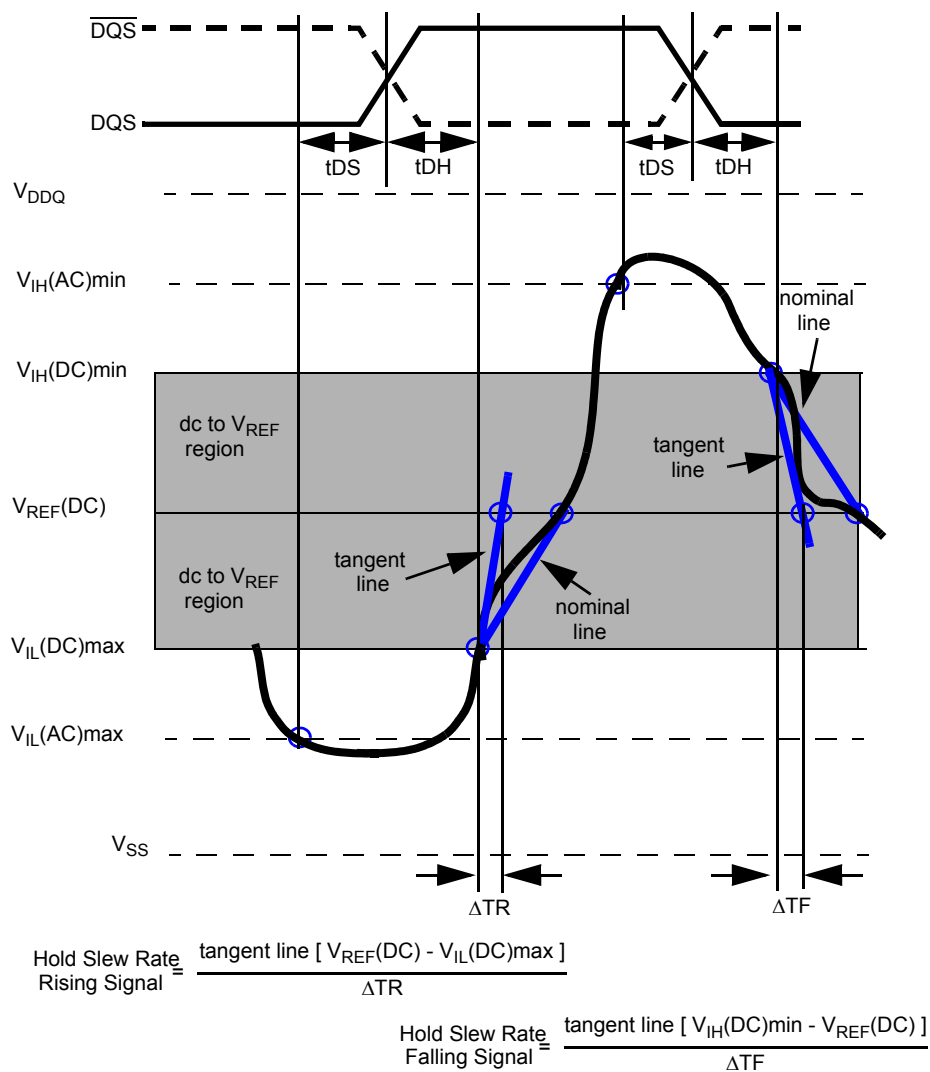 DQS
DQS
tDS
tDH
tDS
tDH
VDDQ
VIH(AC)min
nominal
line
VIH(DC)min
dc to VREF
region
tangent
line
VREF(DC)
tangent
line
dc to VREF
region
nominal
line
VIL(DC)max
VIL(AC)max
VSS
ΔTR
ΔTF
Hold Slew Rate
Rising Signal
=
tangent line [ VREF(DC) - VIL(DC)max ]
ΔTR
Hold Slew Rate
Falling Signal
=
tangent line [ VIH(DC)min - VREF(DC) ]
ΔTF